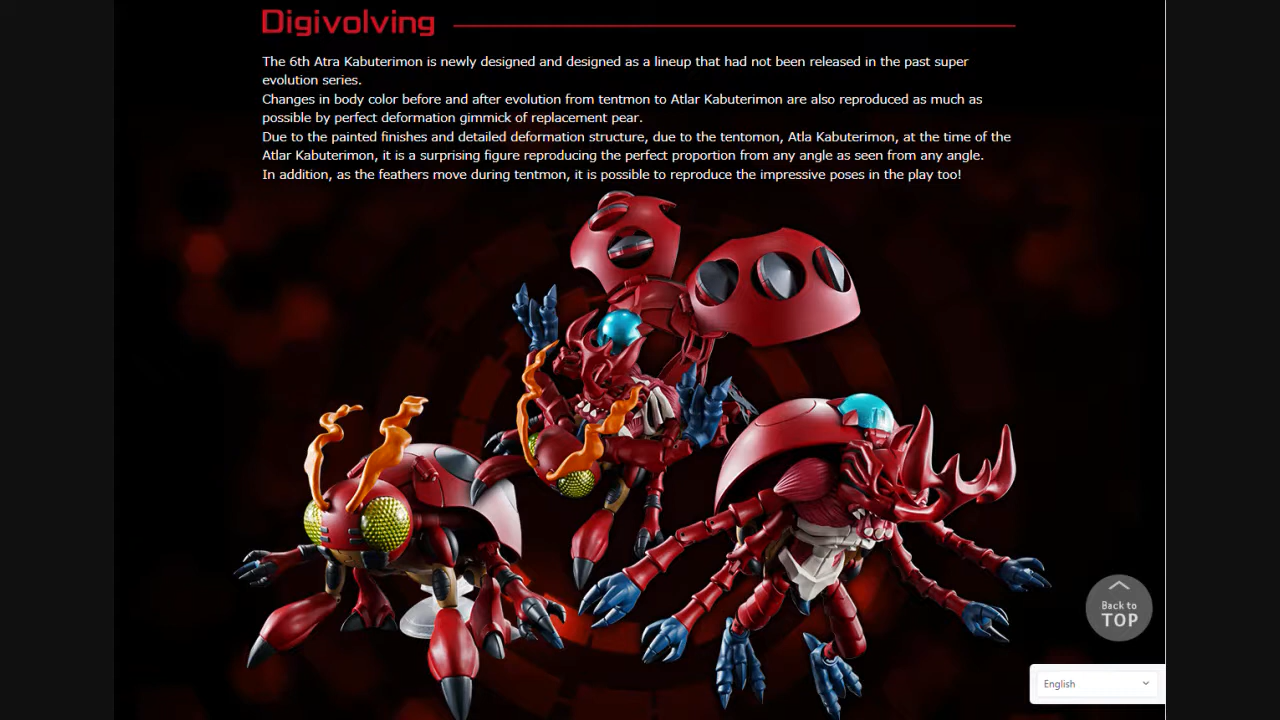 Digivolving
The 6th Atra Kabuterimon is newly designed and designed as a lineup that had not been released in the past super
evolution series.
Changes in body color before and after evolution from tentmon to Atlar Kabuterimon are also reproduced as much as
possible by perfect deformation gimmick of replacement pear.
Due to the painted finishes and detailed deformation structure, due to the tentomon, Atla Kabuterimon, at the time of the
Atlar Kabuterimon, it is a surprising figure reproducing the perfect proportion from any angle as seen from any angle.
In addition, as the feathers move during tentmon, it is possible to reproduce the impressive poses in the play too!
Back to
TOP
English